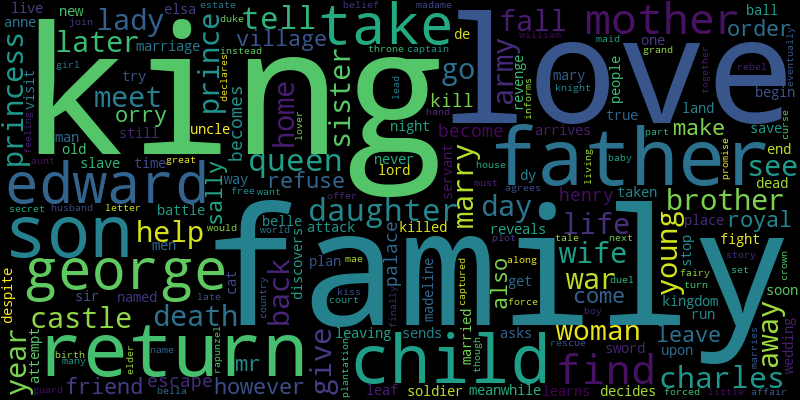 live new elsa join estate belief madame
anne duke lady tell take fall mother ball
king love
later prince village instead throne captain de order
marriage girl maid grand william eventually
princess visit meet try declares sister go army one together rebel
feeling orry home lead kill revenge mary people knight begin
man still uncle becomes lover night hand become informs true land curse
old slave time great queen never lord servant arrives make save end
aunt sally way free want refuse house father part promise dead see
edward daughter marry dy living baby brother
secret husband letter battle would belle offer must agrees day henry taken
son help men world attack killed reveals life place royal
family
george cat discovers plan palace madeline plot tale next young stop fight
despite sir named back mae also wife story
castle late country kiss court along get war come fairy set crown
death finally captured force duel kingdom turn soon
year return mr give leaving sends married asks woman boy leave run away
attempt birth name rapunzel plantation child though rescue sword upon wedding
many elder meanwhile find charles marries
friend escape however leaf soldier learns decides forced little affair
guard bella